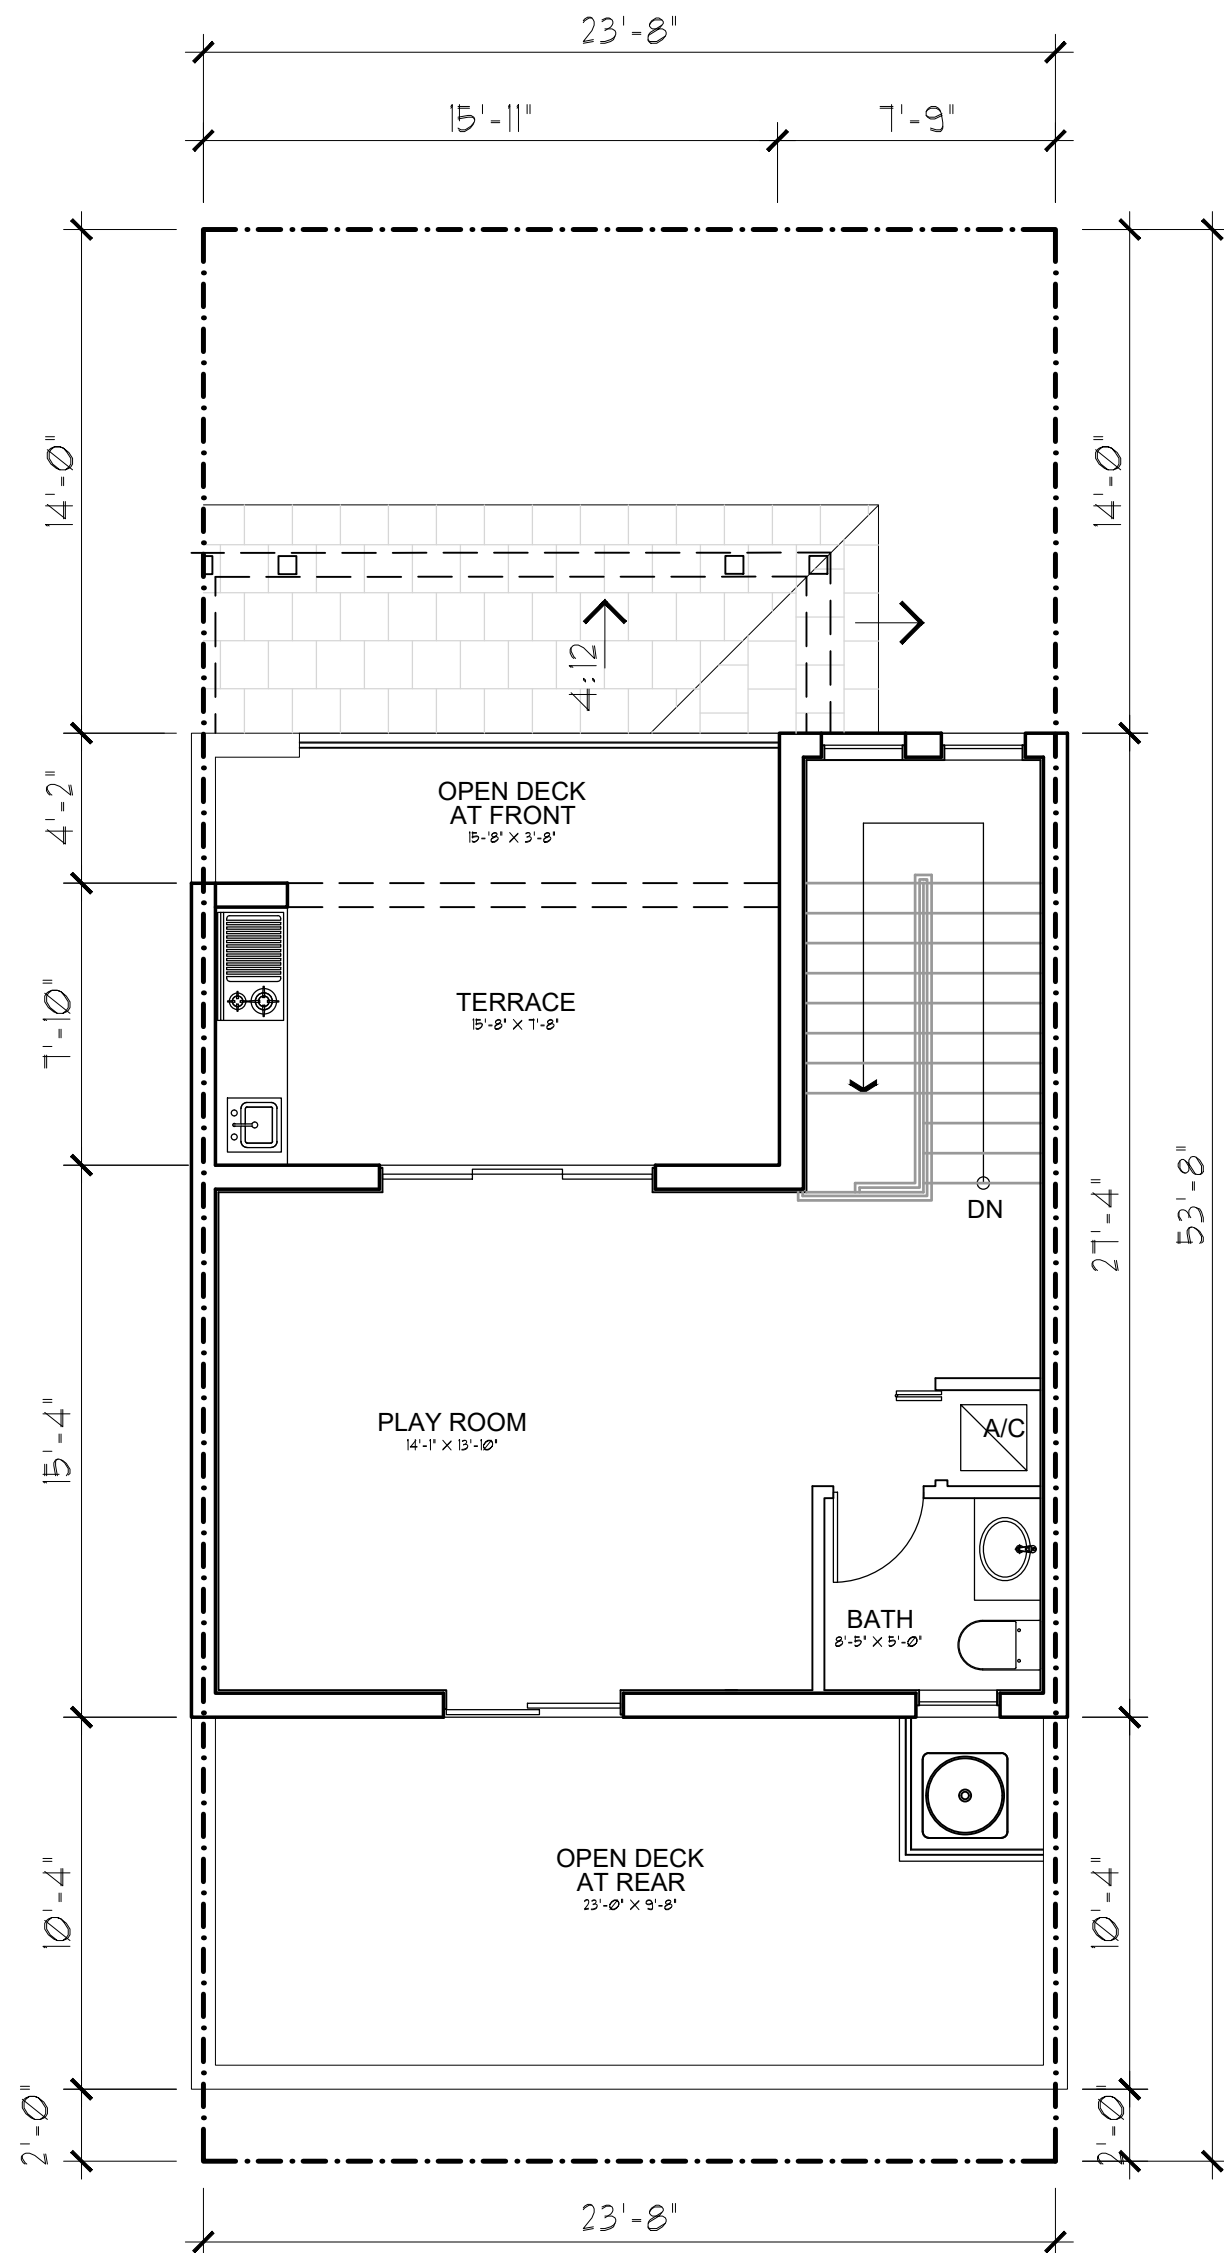 23'-8"
15'-11"
7'-9"
14'-0"
14'-0"
4:12
4'-2"
OPEN DECK
AT FRONT
15'-8" X 3'-8"
7'-10"
TERRACE
15'-8" X 7'-8"
DN
27'-4"
53'-8"
15'-4"
PLAY ROOM
14'-1" X 13'-10"
A/C
BATH
8'-5" X 5'-0"
10'-4"
OPEN DECK
AT REAR
23'-0" X 9'-8"
10'-4"
2'-0"
2'-0"
23'-8"